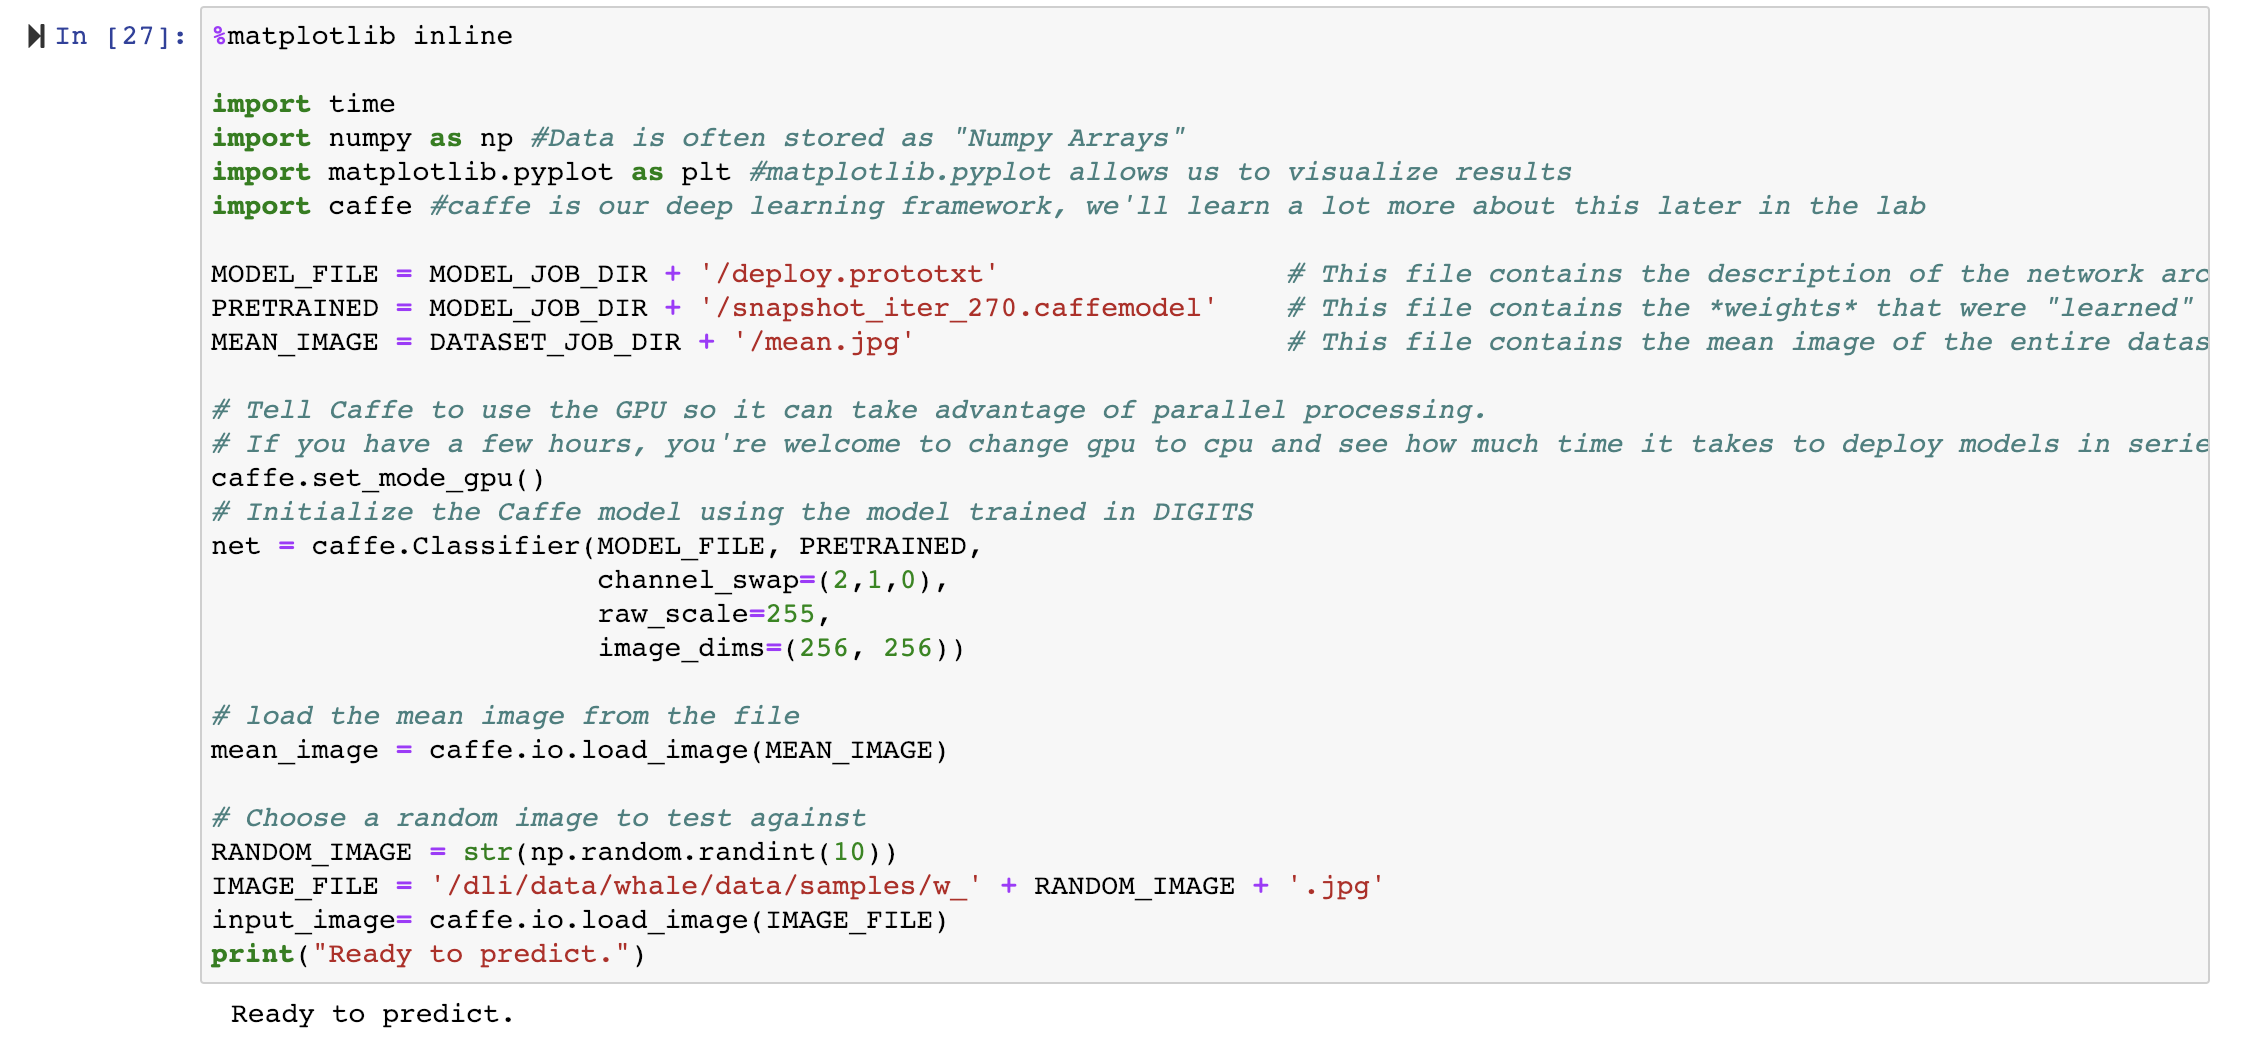 In [27]: %matplotlib inline
import time
import numpy as np #Data is often stored as "Numpy Arrays"
import matplotlib.pyplot as plt #matplotlib.pyplot allows us to visualize results
import caffe #caffe is our deep learning framework, we'll learn a lot more about this later in the lab
MODEL_FILE = MODEL_JOB_DIR + '/deploy.prototxt' # This file contains the description of the network arc
PRETRAINED = MODEL_JOB_DIR + '/snapshot_iter_270.caffemodel' # This file contains the *weights* that were "learned"
MEAN_IMAGE = DATASET_JOB_DIR + '/mean.jpg' # This file contains the mean image of the entire datas
# Tell Caffe to use the GPU so it can take advantage of parallel processing.
# If you have a few hours, you're welcome to change gpu to cpu and see how much time it takes to deploy models in serie
caffe.set_mode_gpu()
# Initialize the Caffe model using the model trained in DIGITS
net = caffe.Classifier(MODEL_FILE, PRETRAINED,
channel_swap=(2,1,0),
raw_scale=255,
image_dims=(256, 256))
# load the mean image from the file
mean_image = caffe.io.load_image(MEAN_IMAGE)
# Choose a random image to test against
RANDOM_IMAGE = str(np.random.randint(10))
IMAGE_FILE = '/dli/data/whale/data/samples/w_' + RANDOM_IMAGE + '.jpg'
input_image= caffe.io.load_image(IMAGE_FILE)
print("Ready to predict.")
Ready to predict.